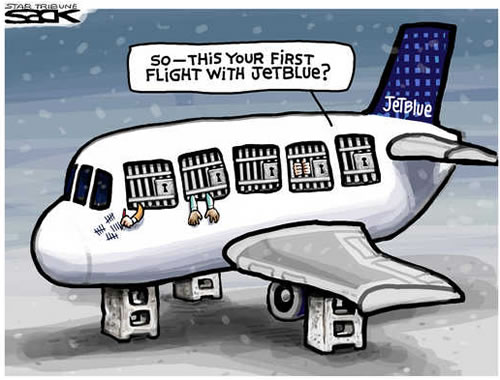 STAR TRIBUNE
SACK
SO—THIS YOUR FIRST
FLIGHT WITH JETBLUE?
JETBLUE